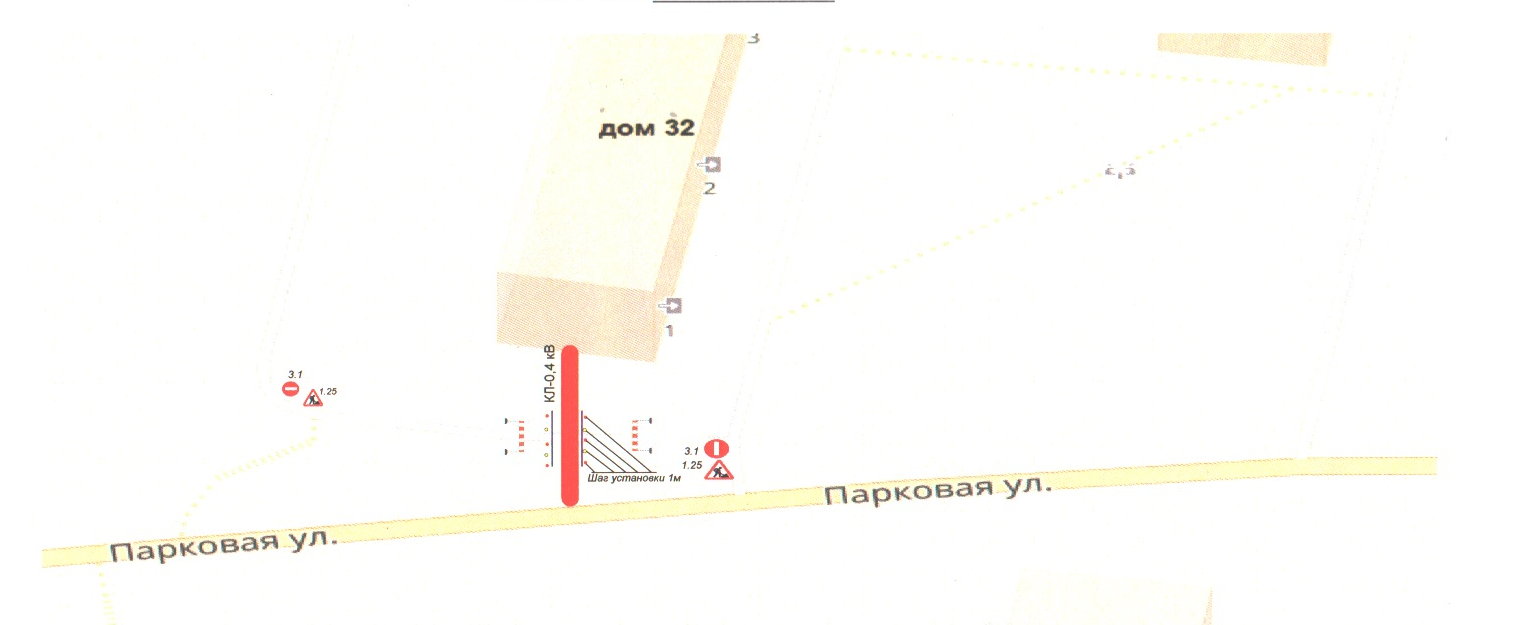 3
дом 32
2
1
КЛ-0,4 кВ
3.1
1.25
3.1
1.25
Шаг установки 1м
Парковая ул.
Парковая ул.